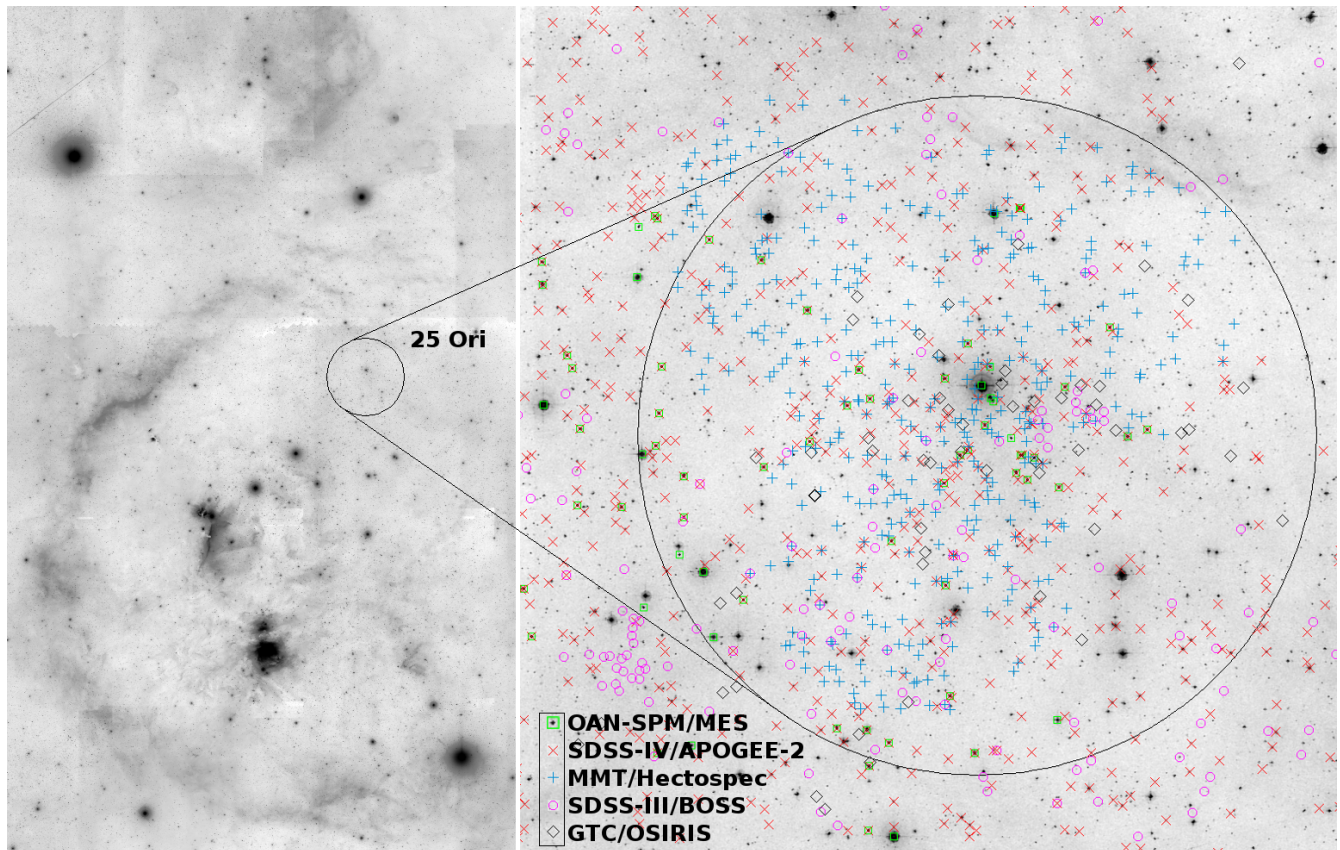 25 Ori
OAN-SPM/MES
SDSS-IV/APOGEE-2
MMT/Hectospec
SDSS-III/BOSS
GTC/OSIRIS